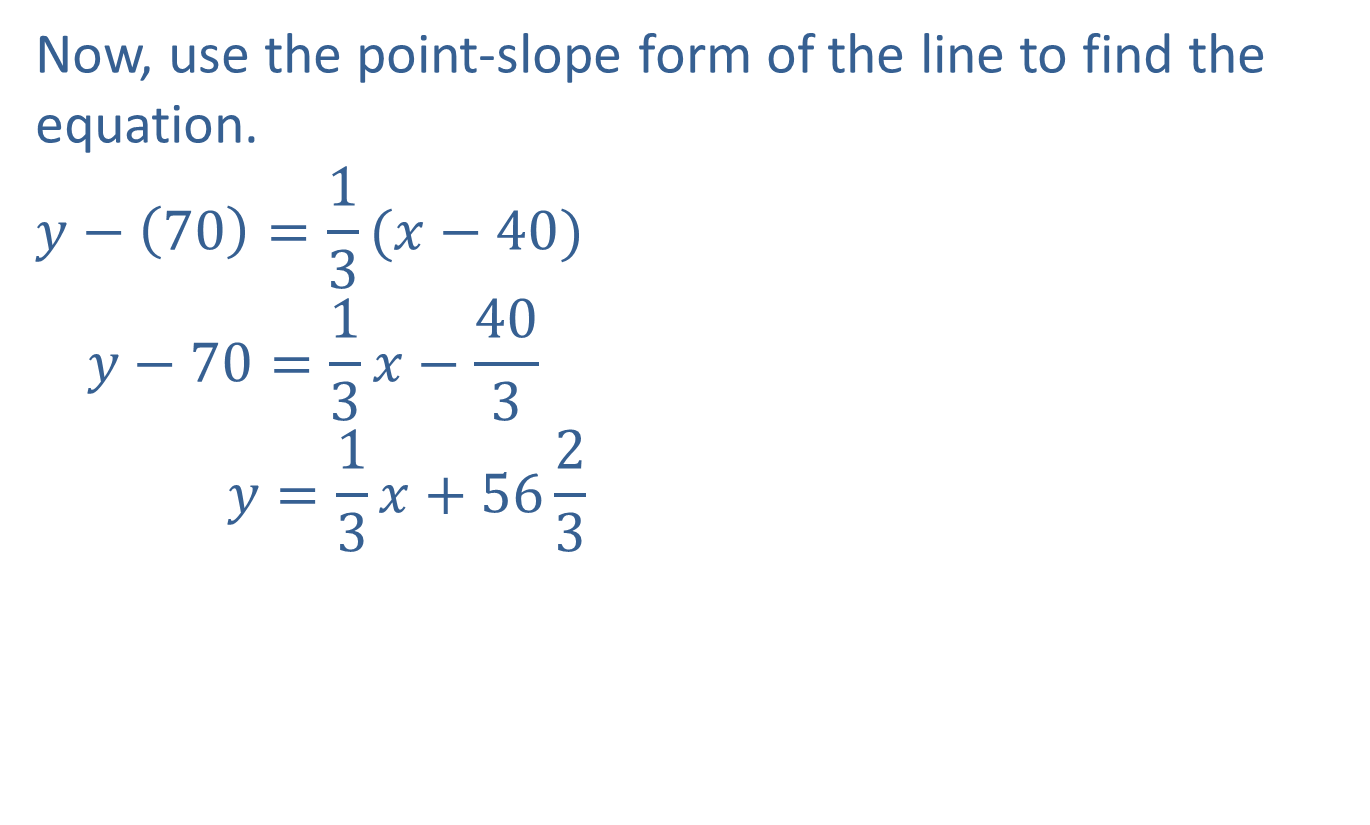 Now, use the point-slope form of the line to find the
equation.
𝑦 − (70) = 1/3 (𝑥 − 40)
𝑦 − 70 = 1/3 𝑥 − 40/3
𝑦 = 1/3 𝑥 + 56 2/3